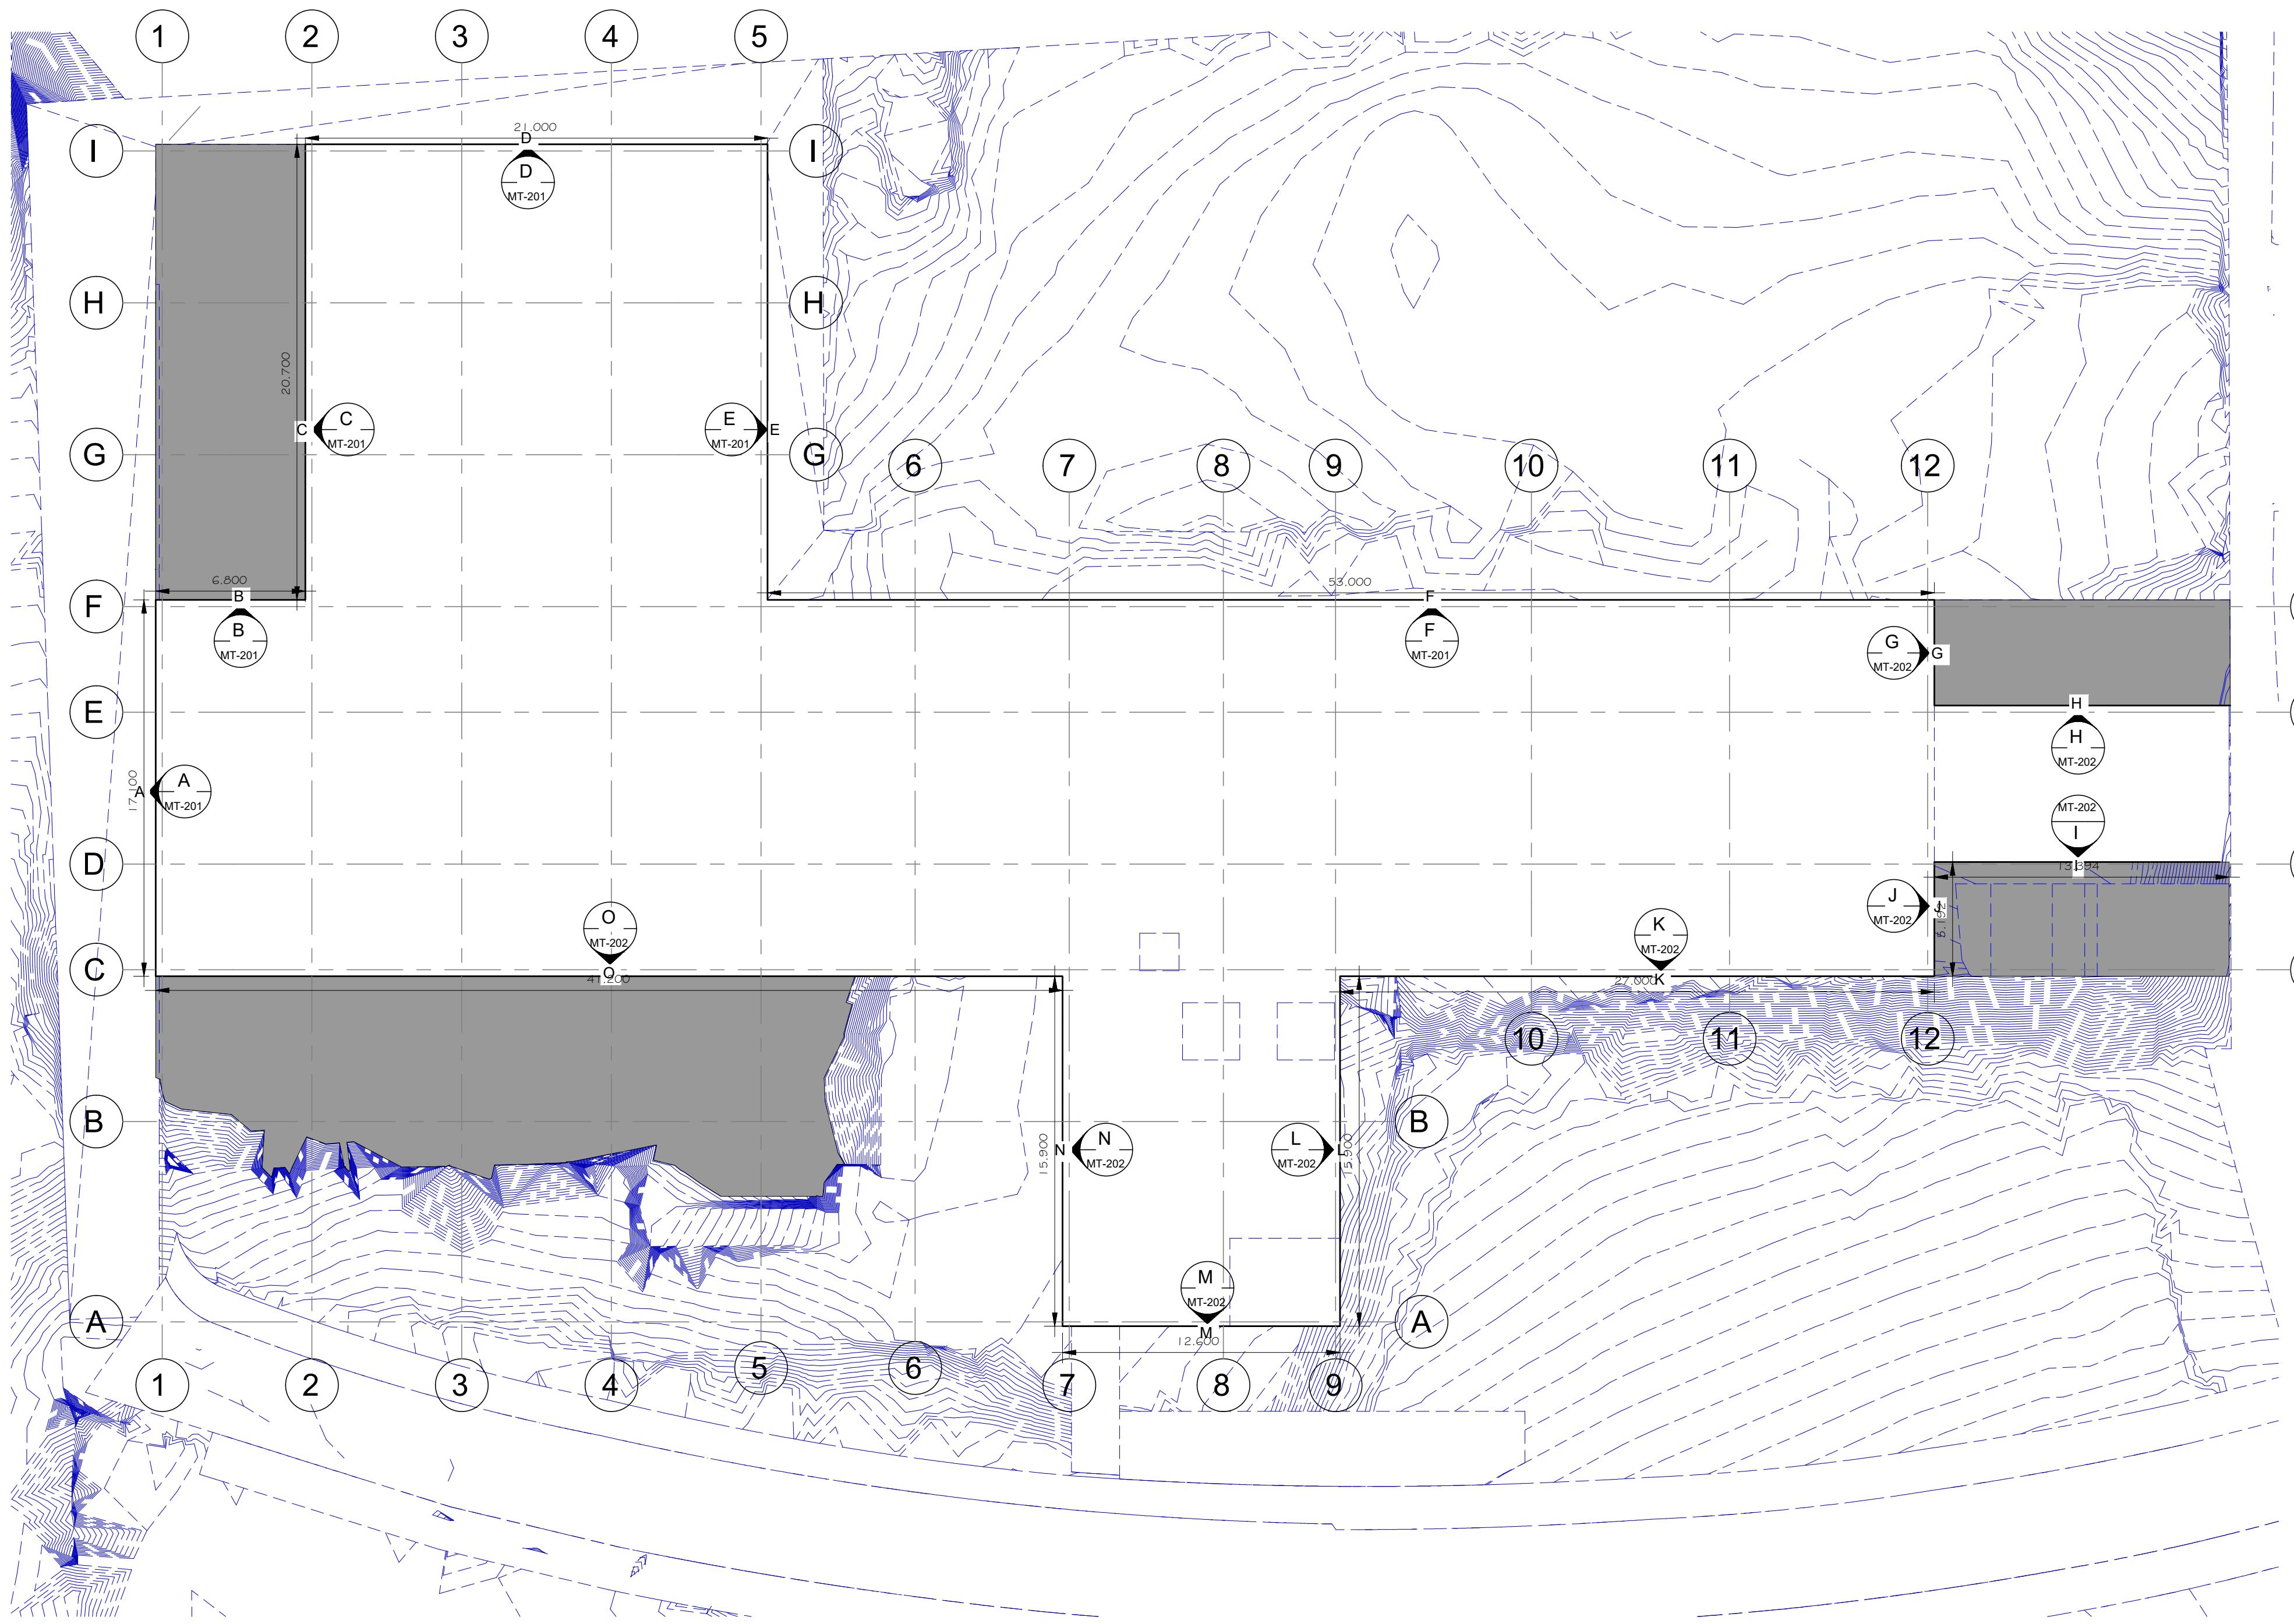 1 2 3 4 5
21.000
D
I I
D
MT-201
H H
20.700
C C
MT-201
E E
MT-201
G G
6 7 8 9 10 11 12
6.800
B
53.000
F
F
B
MT-201
F
MT-201
G G
MT-202
E
H
H
MT-202
A A
MT-201
17.100
MT-202
I
D
I
13.394
O
MT-202
K
MT-202
J J
MT-202
C
O
41.200
27.000
K
10 11 12
B B
N N
MT-202
15.900
L L
MT-202
15.900
M
MT-202
A A
M
12.600
1 2 3 4 5 6 7 8 9